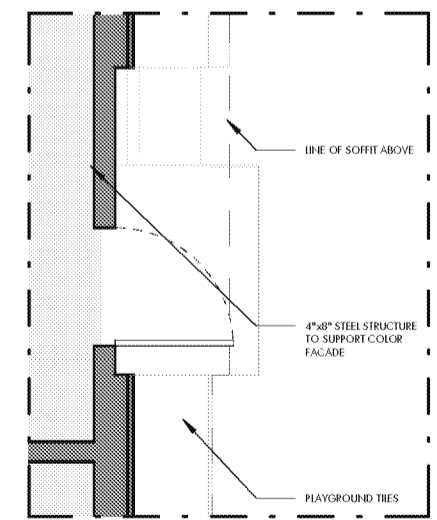 LINE OF SOFFIT ABOVE
4"x8" STEEL STRUCTURE
TO SUPPORT COLOR
FACADE
PLAYGROUND TILES